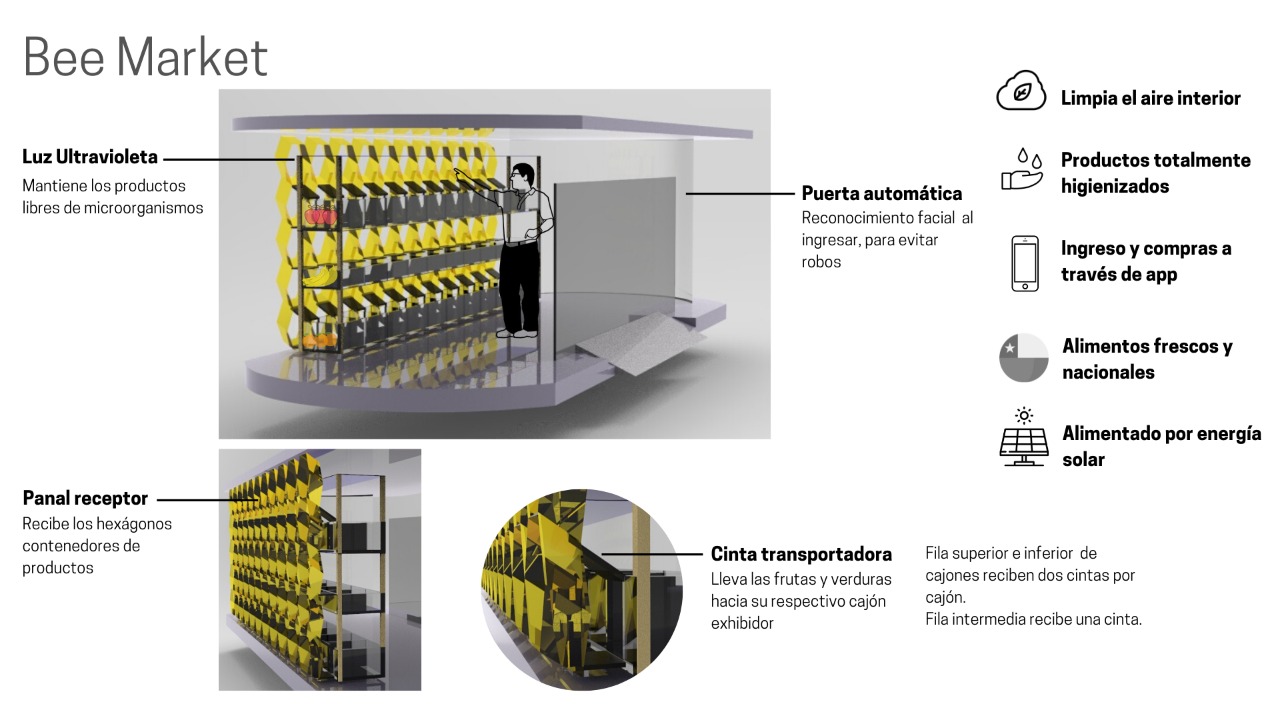 Bee Market
Luz Ultravioleta
Mantiene los productos
libres de microorganismos
Puerta automática
Reconocimiento facial al
ingresar, para evitar
robos
Limpia el aire interior
Productos totalmente
higienizados
Ingreso y compras a
través de app
Alimentos frescos y
nacionales
Alimentado por energía
solar
Panal receptor
Recibe los hexágonos
contenedores de
productos
Cinta transportadora
Lleva las frutas y verduras
hacia su respectivo cajón
exhibidor
Fila superior e inferior de
cajones reciben dos cintas por
cajón.
Fila intermedia recibe una cinta.